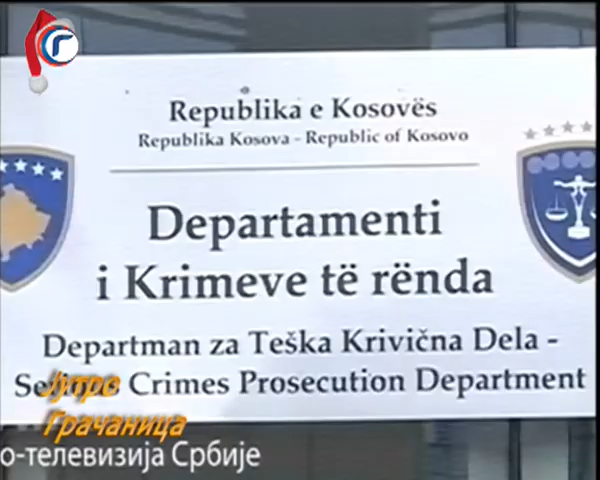 Republika e Kosovës
Republika Kosova - Republic of Kosovo
Departamenti
i Krimeve të rënda
Departman za Teška Krivična Dela -
Crimes Prosecution Department
Јутро
Грачаница
о-телевизија Србије